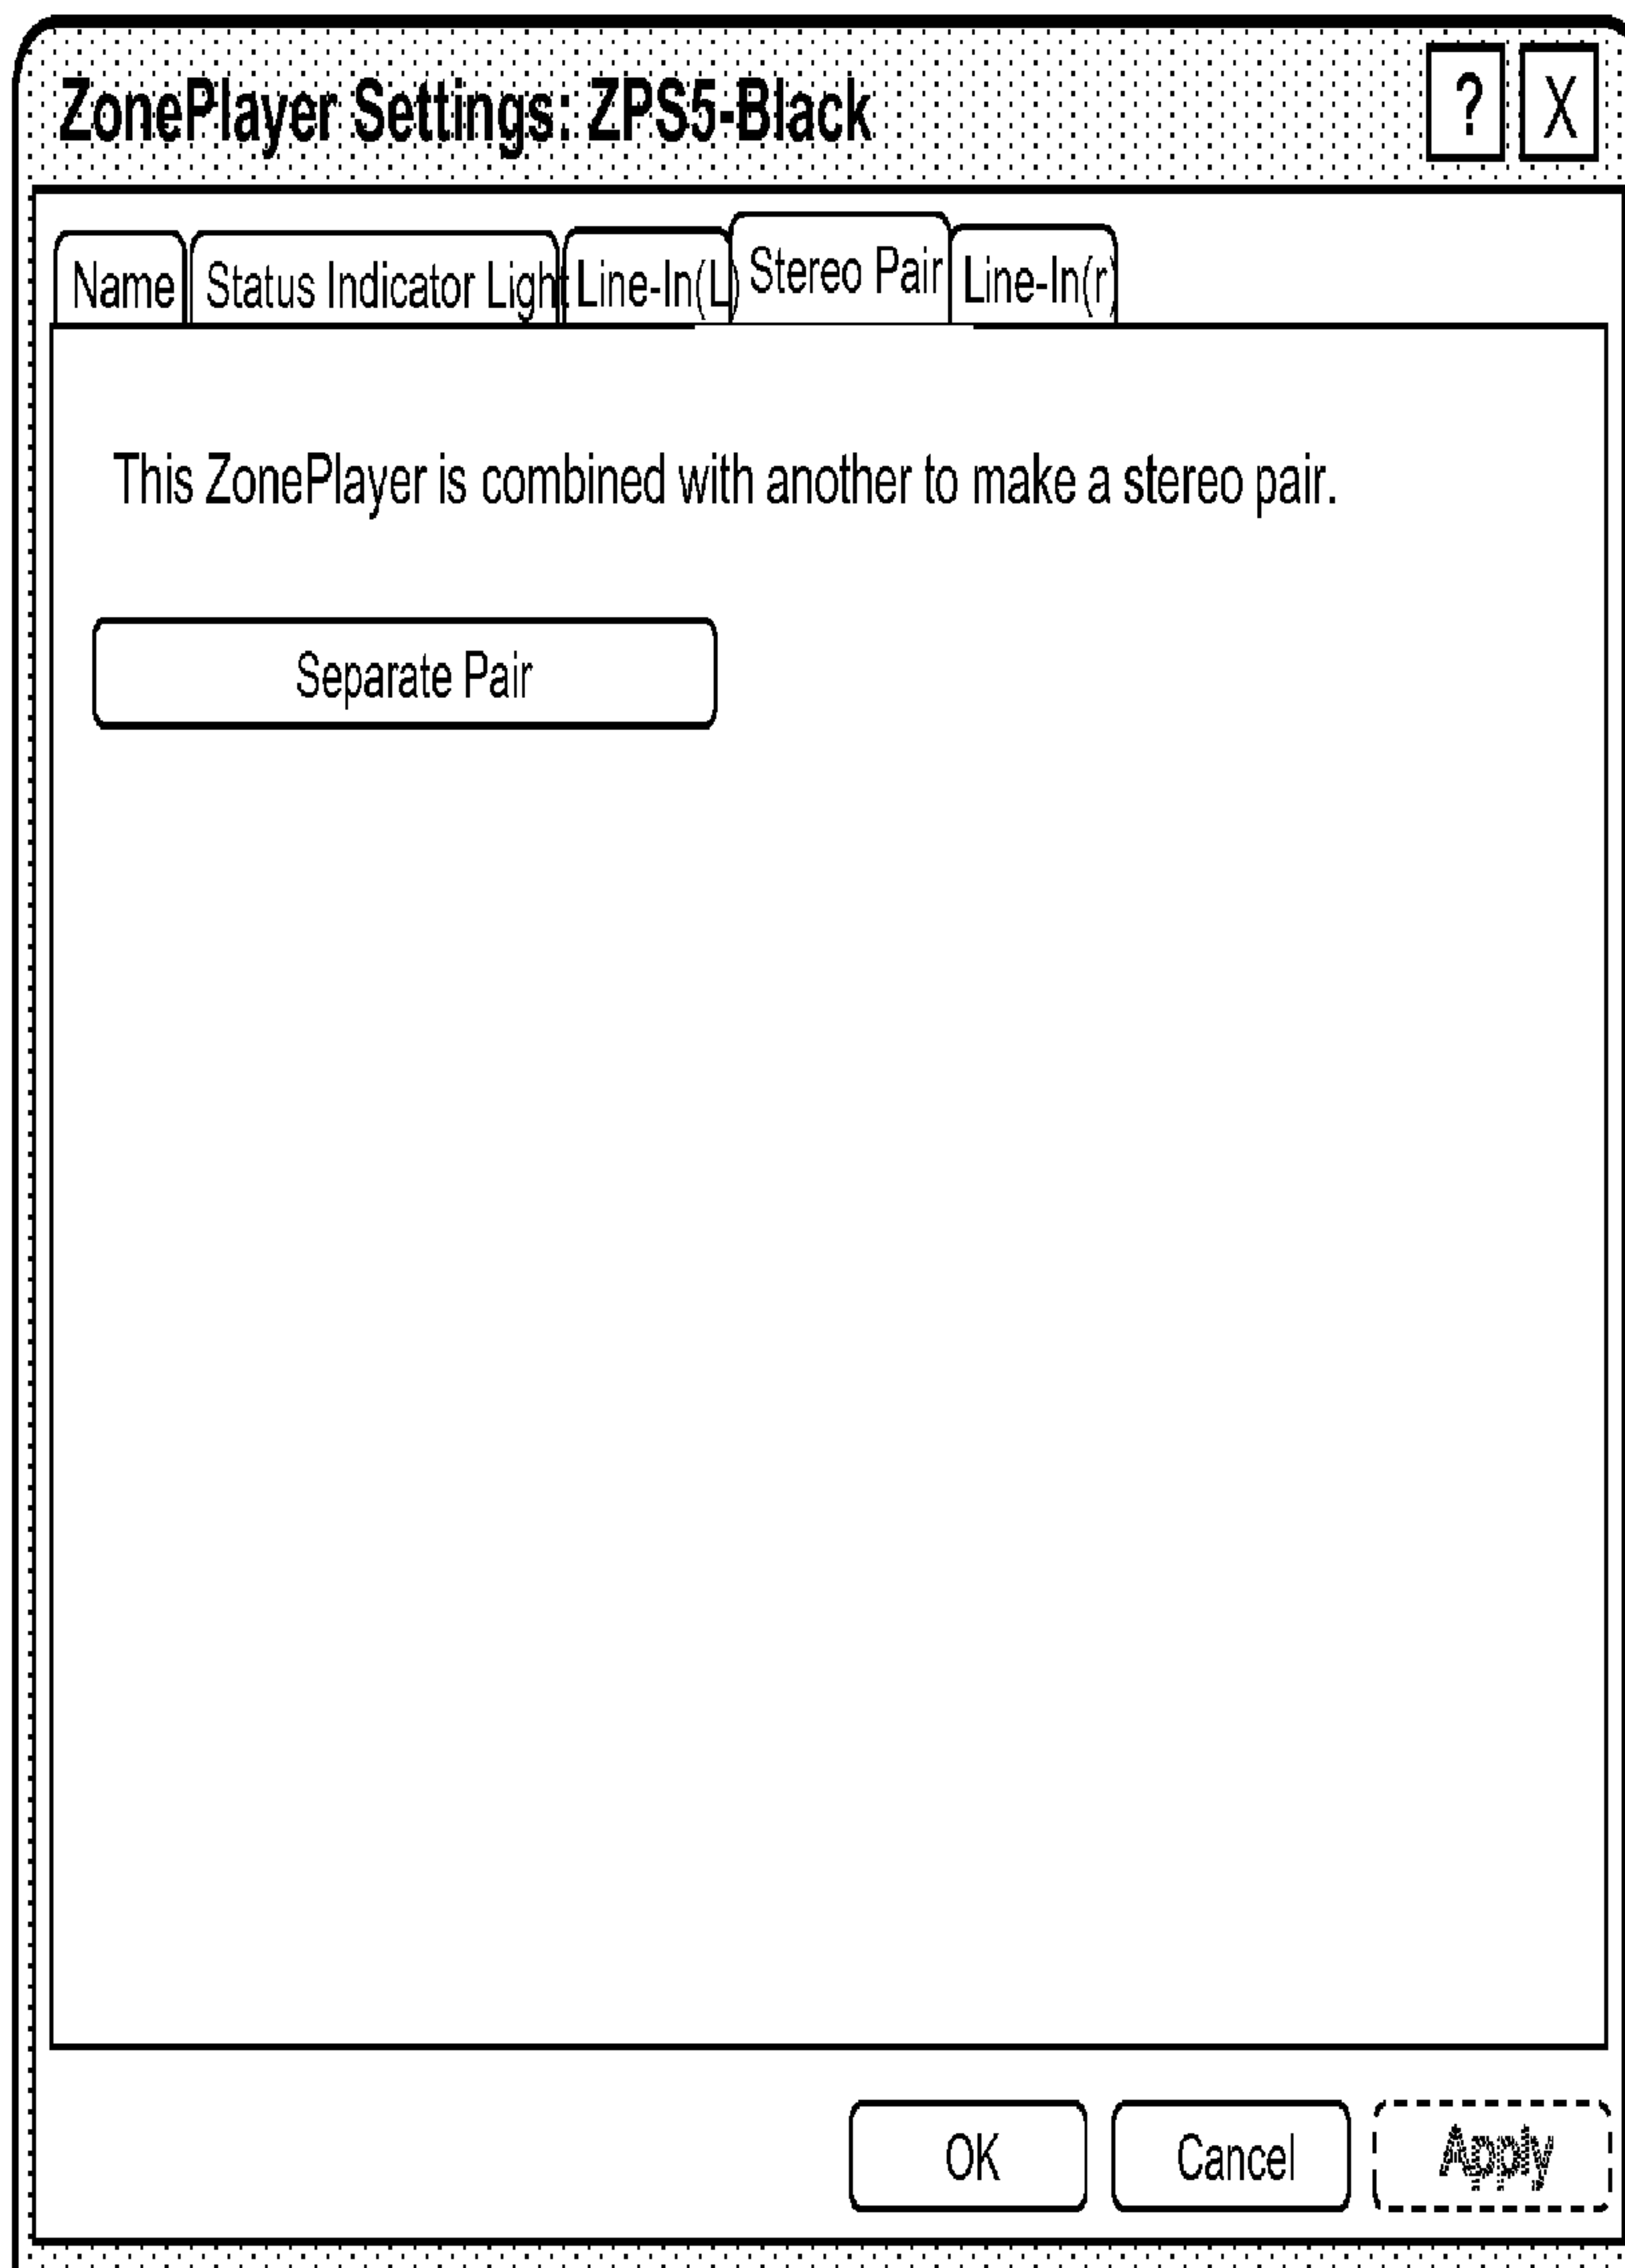 ZonePlayer Settings: ZPS5-Black ? X
Name Status Indicator Light Line-In(L) Stereo Pair Line-In(r)
This ZonePlayer is combined with another to make a stereo pair.
Separate Pair
OK Cancel Apply